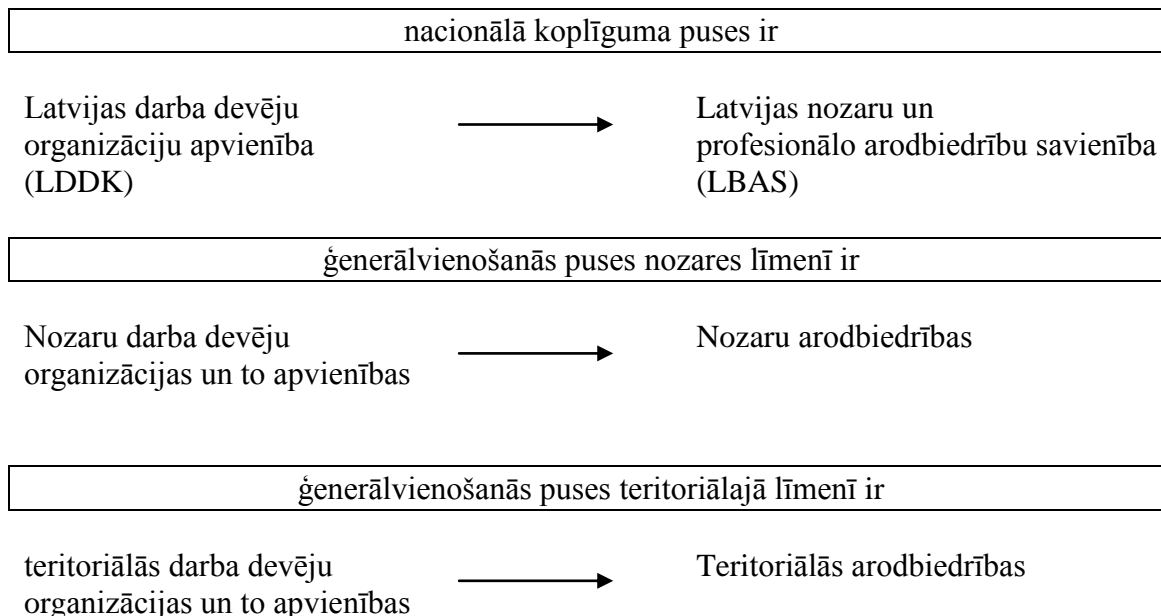 nacionālā koplīguma puses ir
Latvijas darba devēju
organizāciju apvienība
(LDDK)
Latvijas nozaru un
profesionālo arodbiedrību savienība
(LBAS)
ģenerālvienošanās puses nozares līmenī ir
Nozaru darba devēju
organizācijas un to apvienības
Nozaru arodbiedrības
ģenerālvienošanās puses teritoriālajā līmenī ir
teritoriālās darba devēju
organizācijas un to apvienības
Teritoriālās arodbiedrības